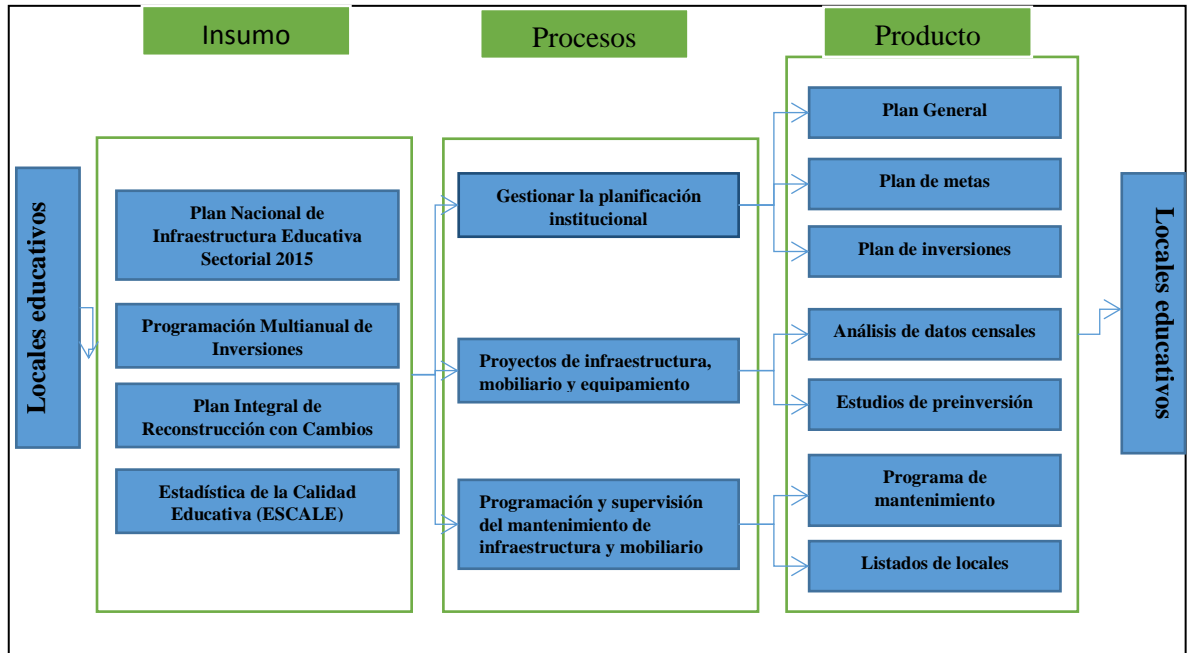 Insumo
Procesos
Producto
Locales educativos
Plan Nacional de
Infraestructura Educativa
Sectorial 2015
Programación Multianual de
Inversiones
Plan Integral de
Reconstrucción con Cambios
Estadística de la Calidad
Educativa (ESCALE)
Gestionar la planificación
institucional
Proyectos de infraestructura,
mobiliario y equipamiento
Programación y supervisión
del mantenimiento de
infraestructura y mobiliario
Plan General
Plan de metas
Plan de inversiones
Análisis de datos censales
Estudios de preinversión
Programa de
mantenimiento
Listados de locales
Locales educativos